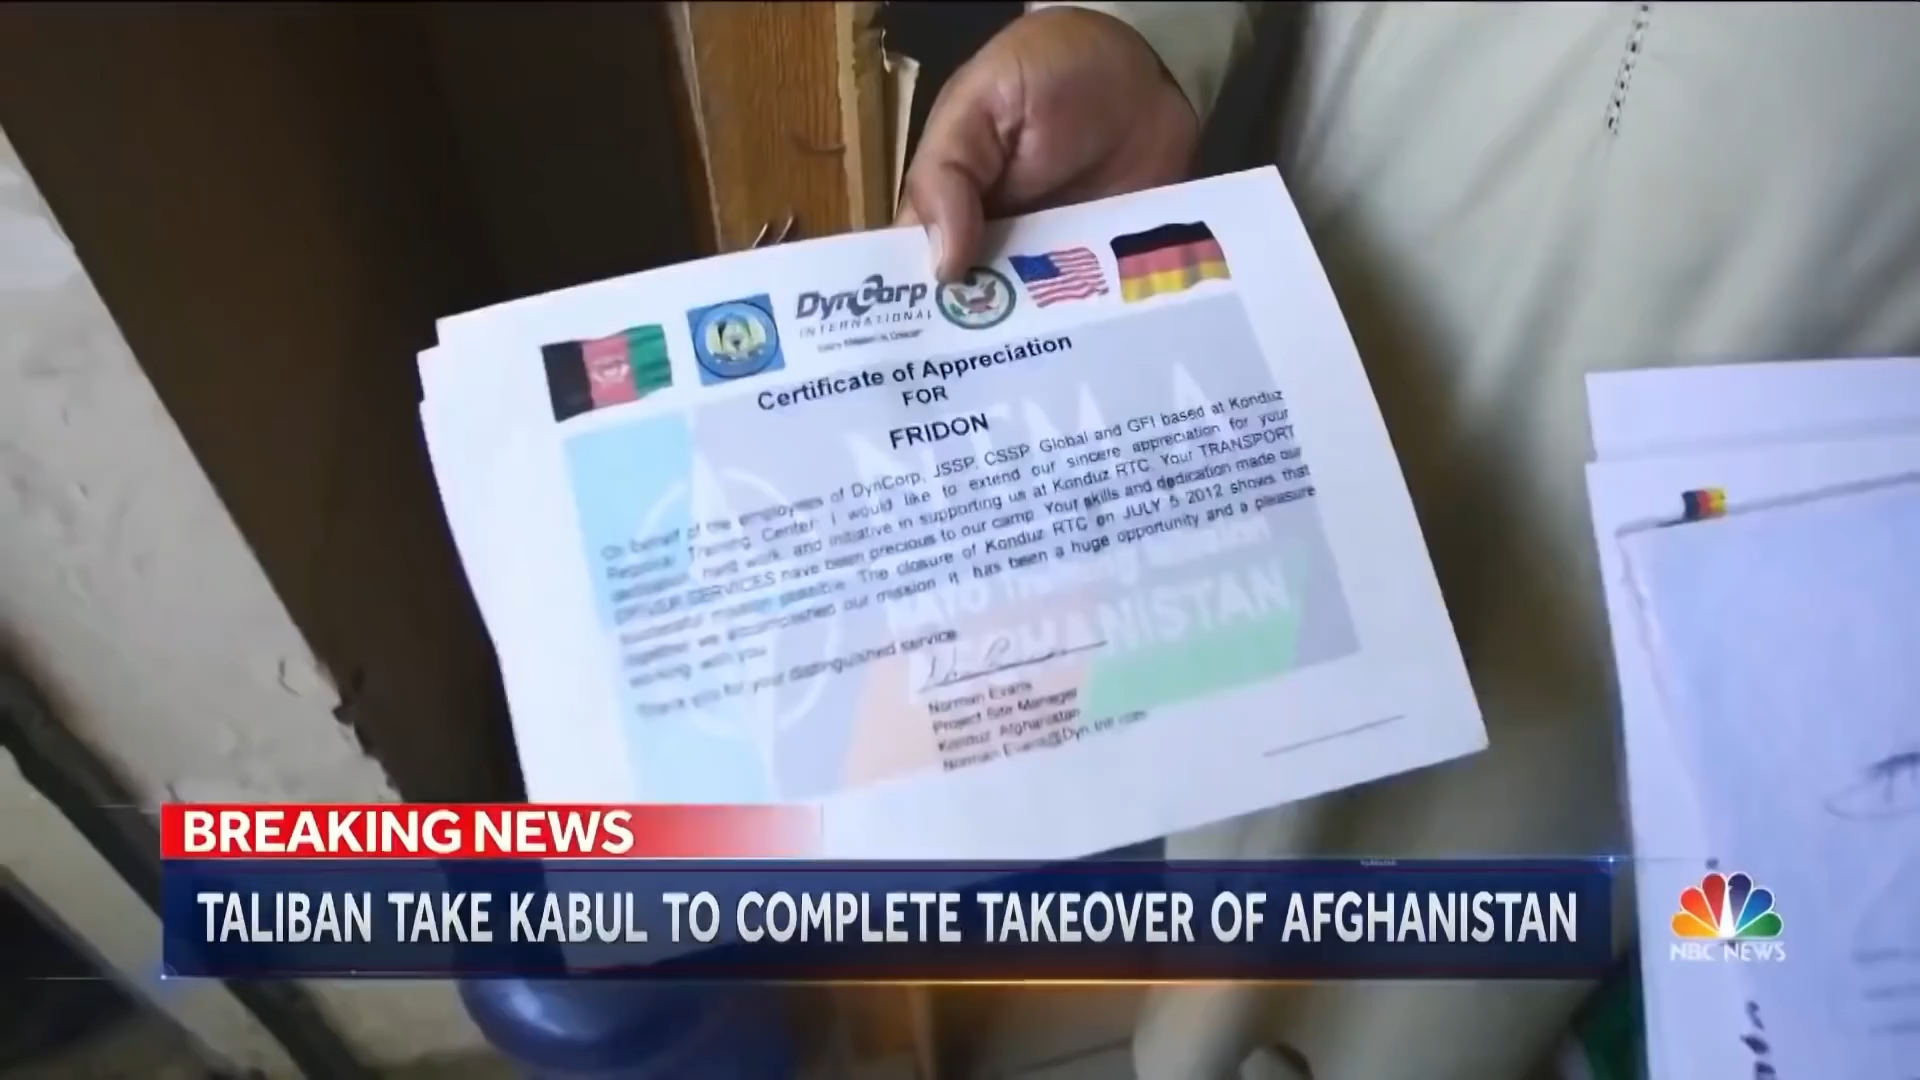 DynCorp
INTERNATIONAL
Certificate of Appreciation
FOR
FRIDON
On behalf of the employees of DynCorp, JSSP, CSSP Global and GFI based at Konduz
Regional Training Center, I would like to extend our sincere appreciation for your
dedication, hard work, and initiative in supporting us at Konduz RTC. Your TRANSPORT
DRIVER SERVICES have been precious to our camp. Your skills and dedication made our
successful mission possible. The closure of Konduz RTC on JULY 5 2012 shows that
together we accomplished our mission it has been a huge opportunity and a pleasure
working with you
Thank you for your distinguished service
Norman Evans
Project Site Manager
Konduz Afghanistan
AFGHANISTAN
BREAKING NEWS
TALIBAN TAKE KABUL TO COMPLETE TAKEOVER OF AFGHANISTAN
NBC NEWS